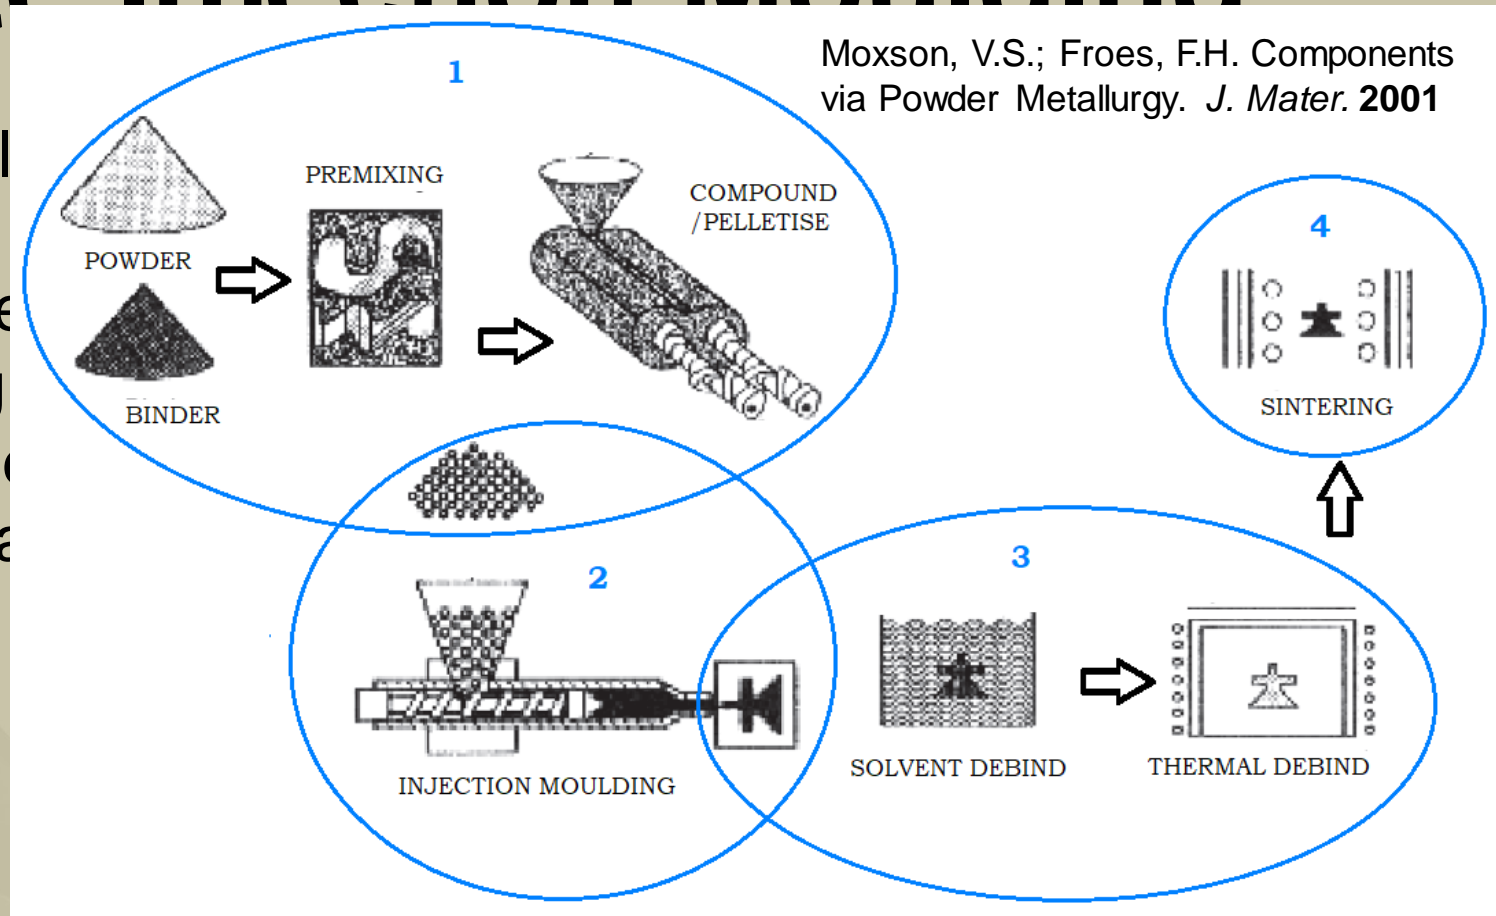 Moxson, V.S.; Froes, F.H. Components
via Powder Metallurgy. J. Mater. 2001
1
POWDER
BINDER
PREMIXING
COMPOUND
/PELLETISE
2
INJECTION MOULDING
3
SOLVENT DEBIND
THERMAL DEBIND
4
SINTERING